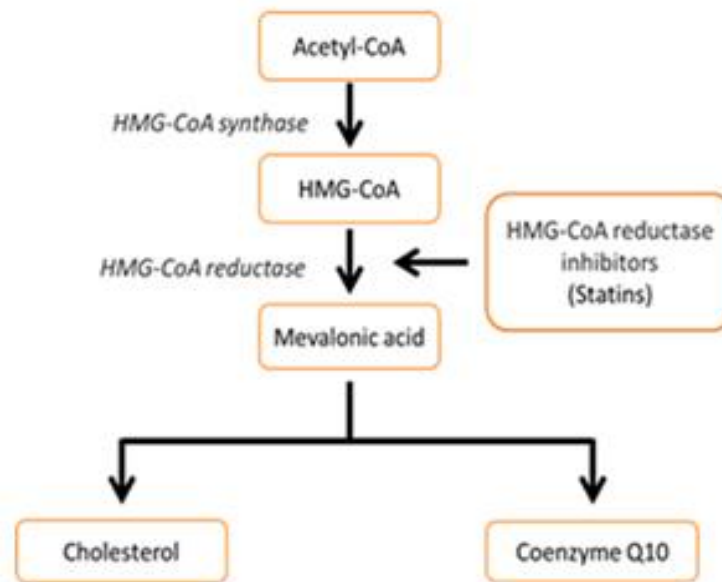 Acetyl-CoA
HMG-CoA synthase
HMG-CoA
HMG-CoA reductase
HMG-CoA reductase
inhibitors
(Statins)
Mevalonic acid
Cholesterol
Coenzyme Q10